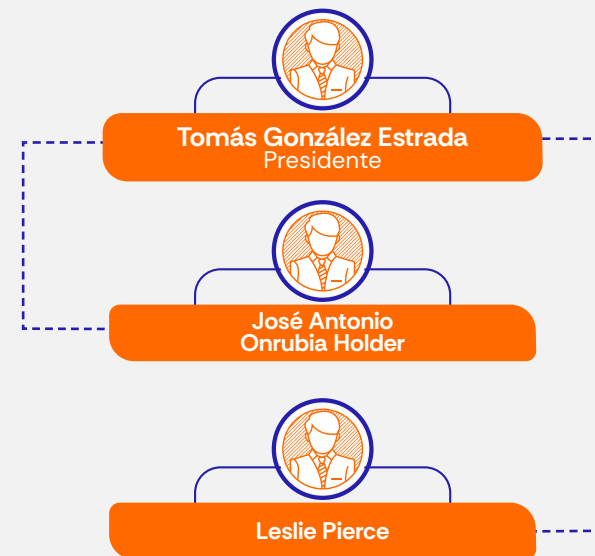 Tomás González Estrada
Presidente
José Antonio
Onrubia Holder
Leslie Pierce